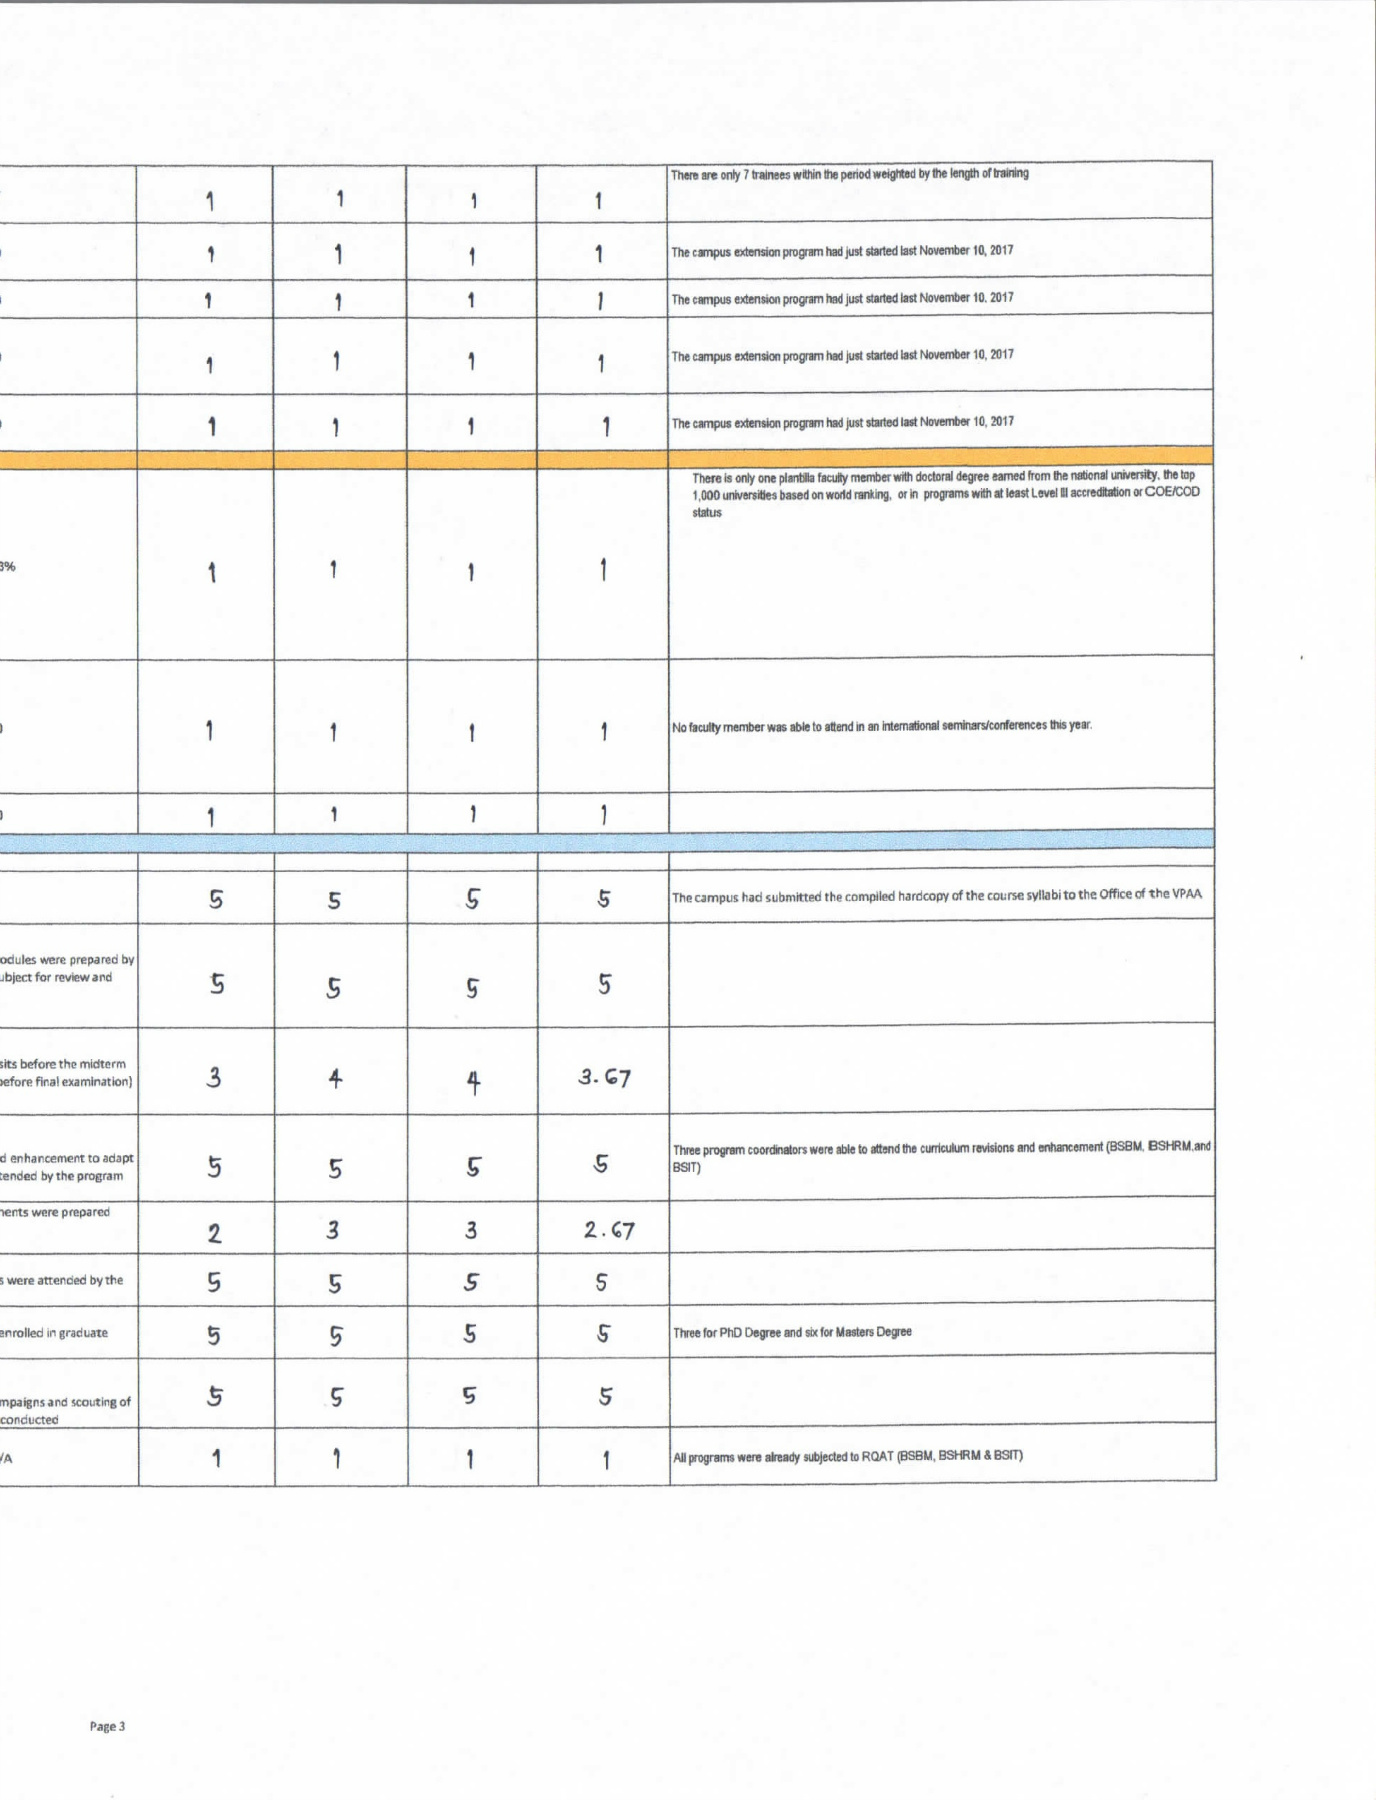 1 1 1 1 There are only 7 trainees within the period weighted by the length of training
1 1 1 1 The campus extension program had just started last November 10, 2017
1 1 1 1 The campus extension program had just started last November 10, 2017
1 1 1 1 The campus extension program had just started last November 10, 2017
1 1 1 1 The campus extension program had just started last November 10, 2017
There is only one plantilla faculty member with doctoral degree earned from the national university, the top
1,000 universities based on world ranking, or in programs with at least Level III accreditation or COE/COD
status
3% 1 1 1 1
1 1 1 1 No faculty member was able to attend in an international seminars/conferences this year.
1 1 1 1
5 5 5 5 The campus had submitted the compiled hardcopy of the course syllabi to the Office of the VPAA
odules were prepared by
ubject for review and
5 5 5 5
sits before the midterm
before final examination)
3 4 4 3.67
d enhancement to adapt
tended by the program
5 5 5 5
Three program coordinators were able to attend the curriculum revisions and enhancement (BSBM, BSHRM,and
BSIT)
nents were prepared
2 3 3 2.67
s were attended by the 5 5 5 5
enrolled in graduate 5 5 5 5 Three for PhD Degree and six for Masters Degree
mpaigns and scouting of
conducted
5 5 5 5
/A 1 1 1 1 All programs were already subjected to RQAT (BSBM, BSHRM & BSIT)
Page 3